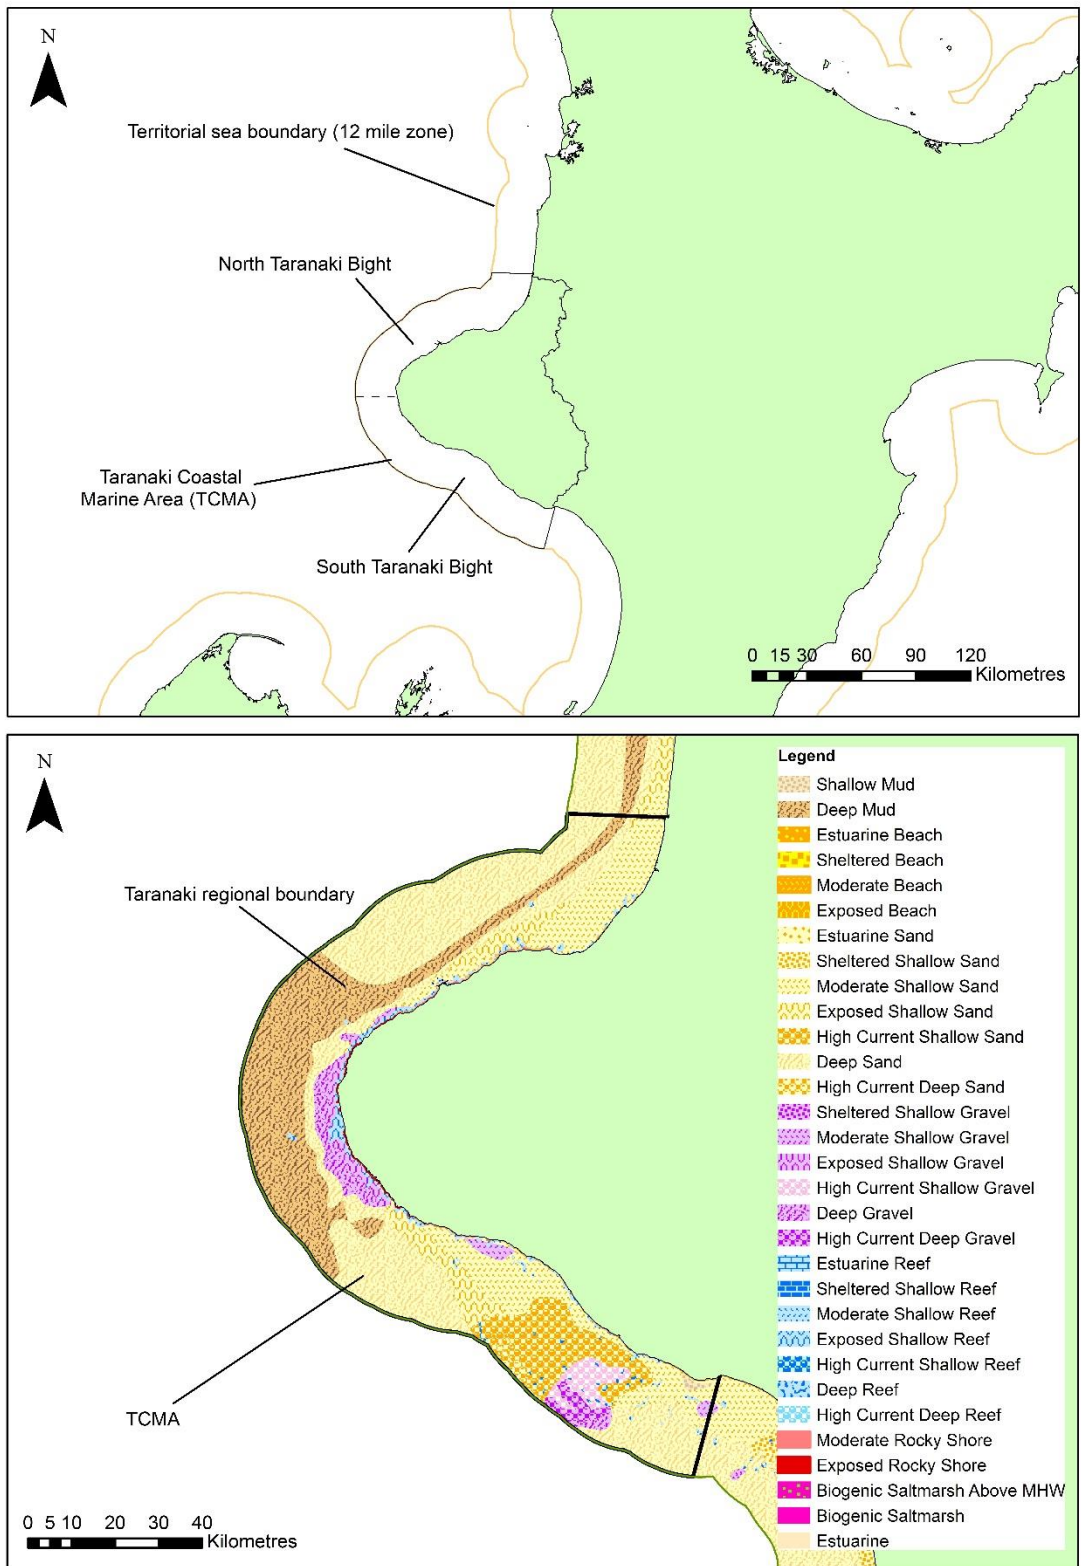 N
Territorial sea boundary (12 mile zone)
North Taranaki Bight
Taranaki Coastal
Marine Area (TCMA)
South Taranaki Bight
0 15 30 60 90 120
Kilometres
N
Taranaki regional boundary
TCMA
0 5 10 20 30 40
Kilometres
Legend
Shallow Mud
Deep Mud
Estuarine Beach
Sheltered Beach
Moderate Beach
Exposed Beach
Estuarine Sand
Sheltered Shallow Sand
Moderate Shallow Sand
Exposed Shallow Sand
High Current Shallow Sand
Deep Sand
High Current Deep Sand
Sheltered Shallow Gravel
Moderate Shallow Gravel
Exposed Shallow Gravel
High Current Shallow Gravel
Deep Gravel
High Current Deep Gravel
Estuarine Reef
Sheltered Shallow Reef
Moderate Shallow Reef
Exposed Shallow Reef
High Current Shallow Reef
Deep Reef
High Current Deep Reef
Moderate Rocky Shore
Exposed Rocky Shore
Biogenic Saltmarsh Above MHW
Biogenic Saltmarsh
Estuarine